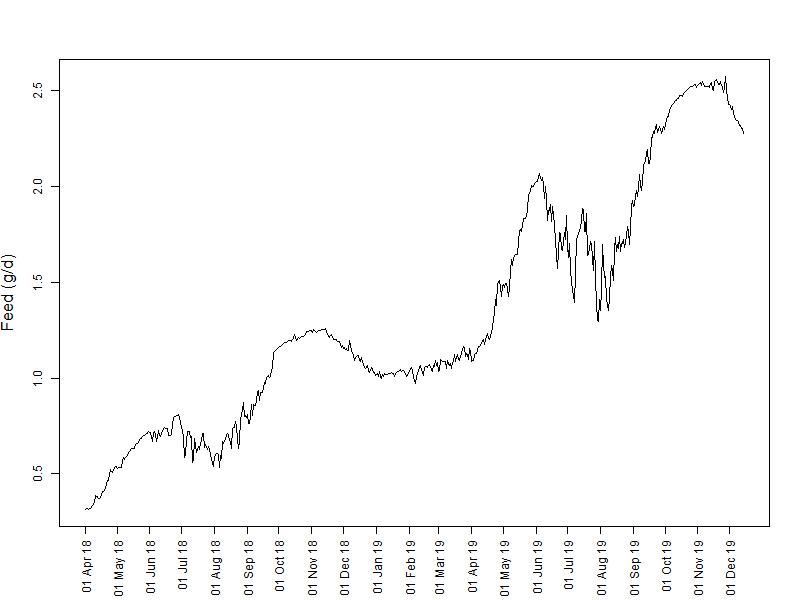 Feed (g/d)
2.5
2.0
1.5
1.0
0.5
01 Apr 18
01 May 18
01 Jun 18
01 Jul 18
01 Aug 18
01 Sep 18
01 Oct 18
01 Nov 18
01 Dec 18
01 Jan 19
01 Feb 19
01 Mar 19
01 Apr 19
01 May 19
01 Jun 19
01 Jul 19
01 Aug 19
01 Sep 19
01 Oct 19
01 Nov 19
01 Dec 19